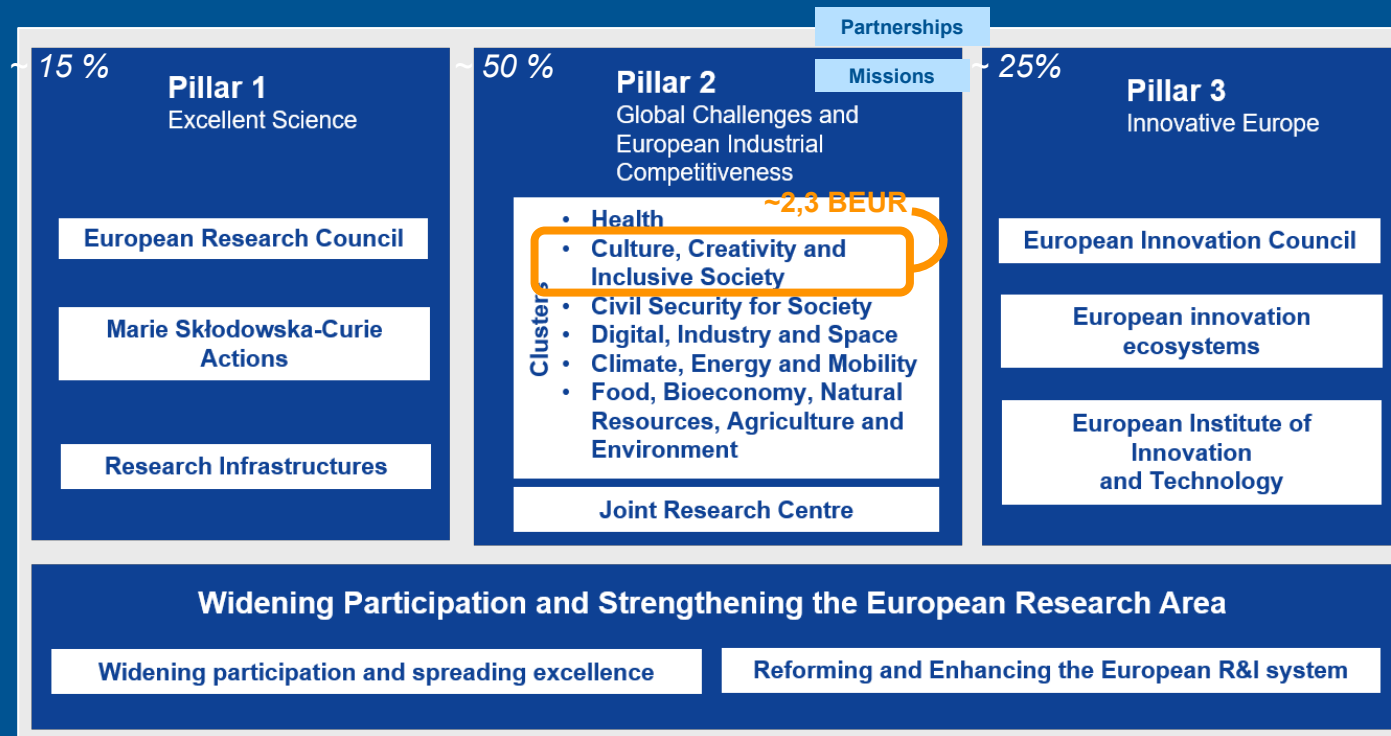 Partnerships
~ 15 %
Pillar 1
Excellent Science
European Research Council
Marie Skłodowska-Curie
Actions
Research Infrastructures
~ 50 %
Pillar 2
Missions
Global Challenges and
European Industrial
Competitiveness
~2,3 BEUR
Clusters
• Health
• Culture, Creativity and
Inclusive Society
• Civil Security for Society
• Digital, Industry and Space
• Climate, Energy and Mobility
• Food, Bioeconomy, Natural
Resources, Agriculture and
Environment
Joint Research Centre
~ 25%
Pillar 3
Innovative Europe
European Innovation Council
European innovation
ecosystems
European Institute of
Innovation
and Technology
Widening Participation and Strengthening the European Research Area
Widening participation and spreading excellence
Reforming and Enhancing the European R&I system